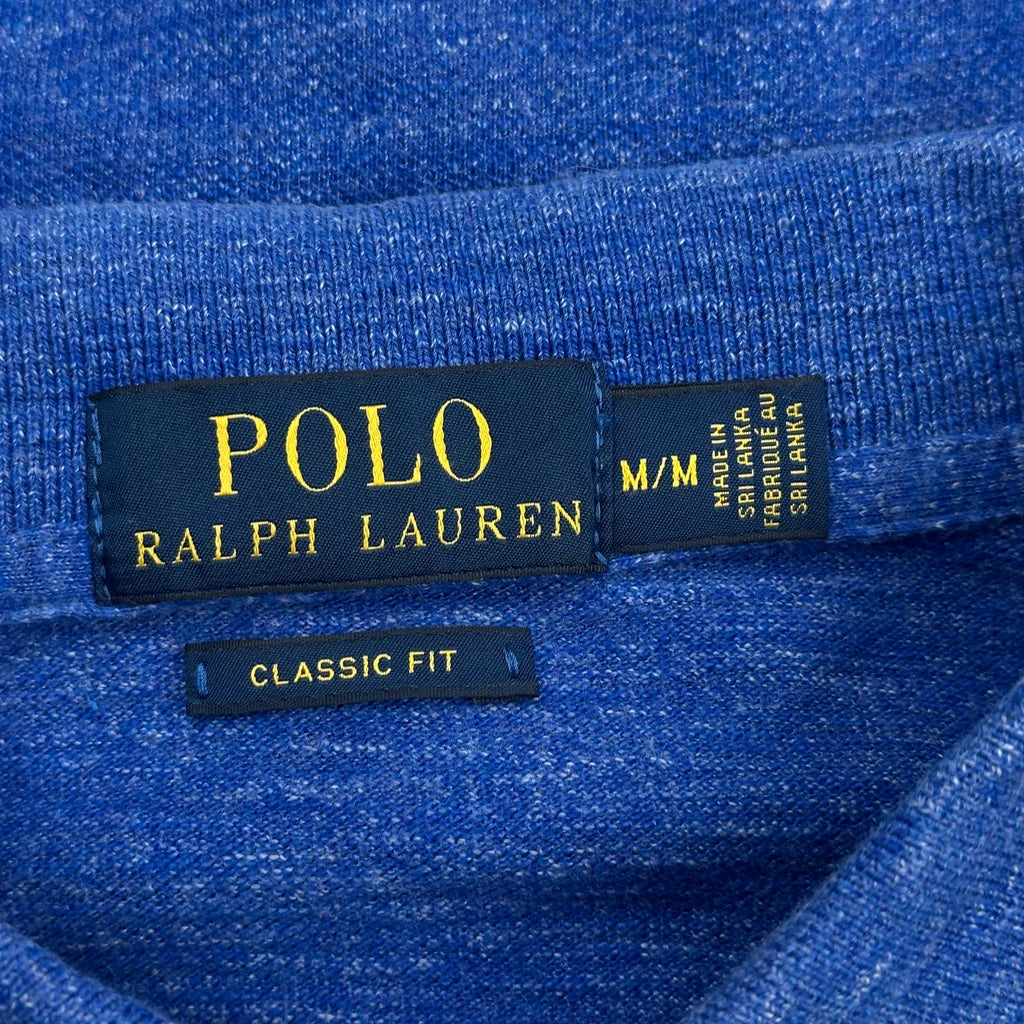 POLO
RALPH LAUREN
M/M
MADE IN
SRI LANKA
FABRIQUÉ AU
SRI LANKA
CLASSIC FIT